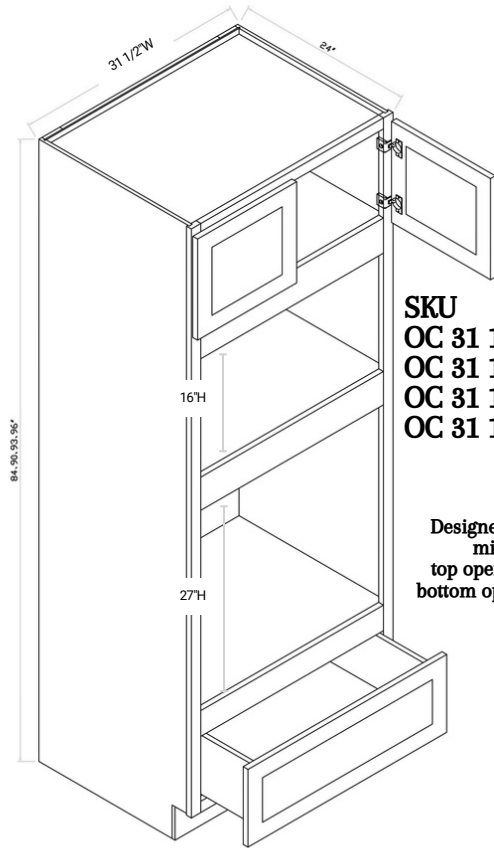 31 1/2"W
24"
SKU
OC 31 1
OC 31 1
OC 31 1
OC 31 1
16"H
84.90.93.96"
Designe
mi
top ope
27"H
bottom op